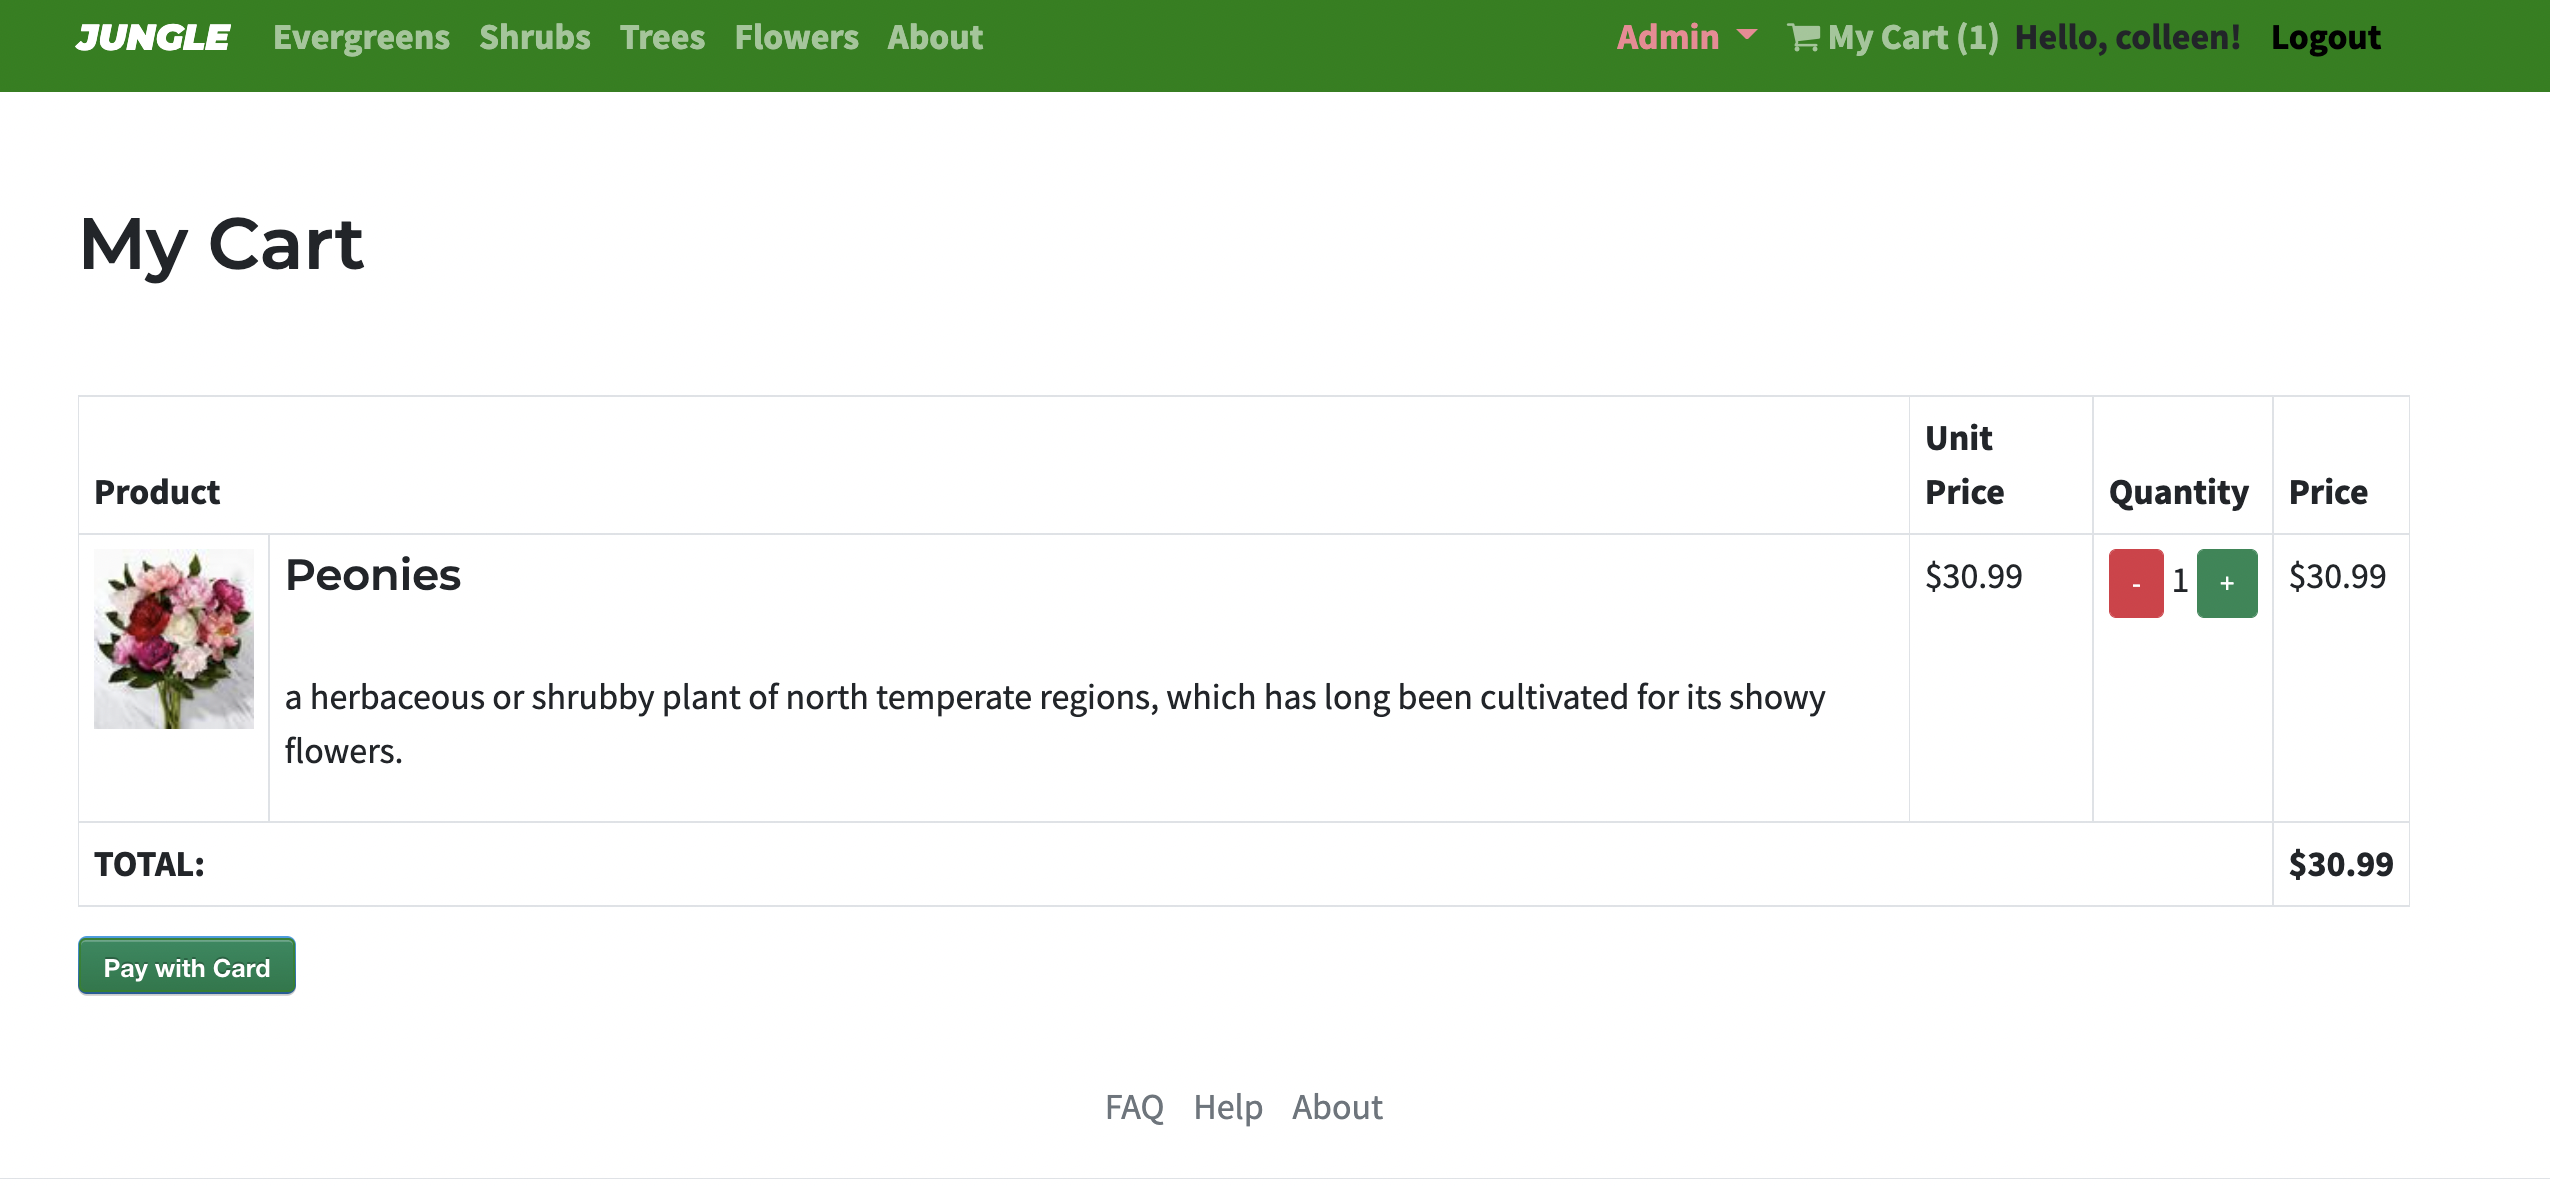 JUNGLE Evergreens Shrubs Trees Flowers About Admin My Cart (1) Hello, colleen! Logout
My Cart
Product Unit Price Quantity Price
Peonies $30.99 - 1 + $30.99
a herbaceous or shrubby plant of north temperate regions, which has long been cultivated for its showy
flowers.
TOTAL: $30.99
Pay with Card
FAQ Help About